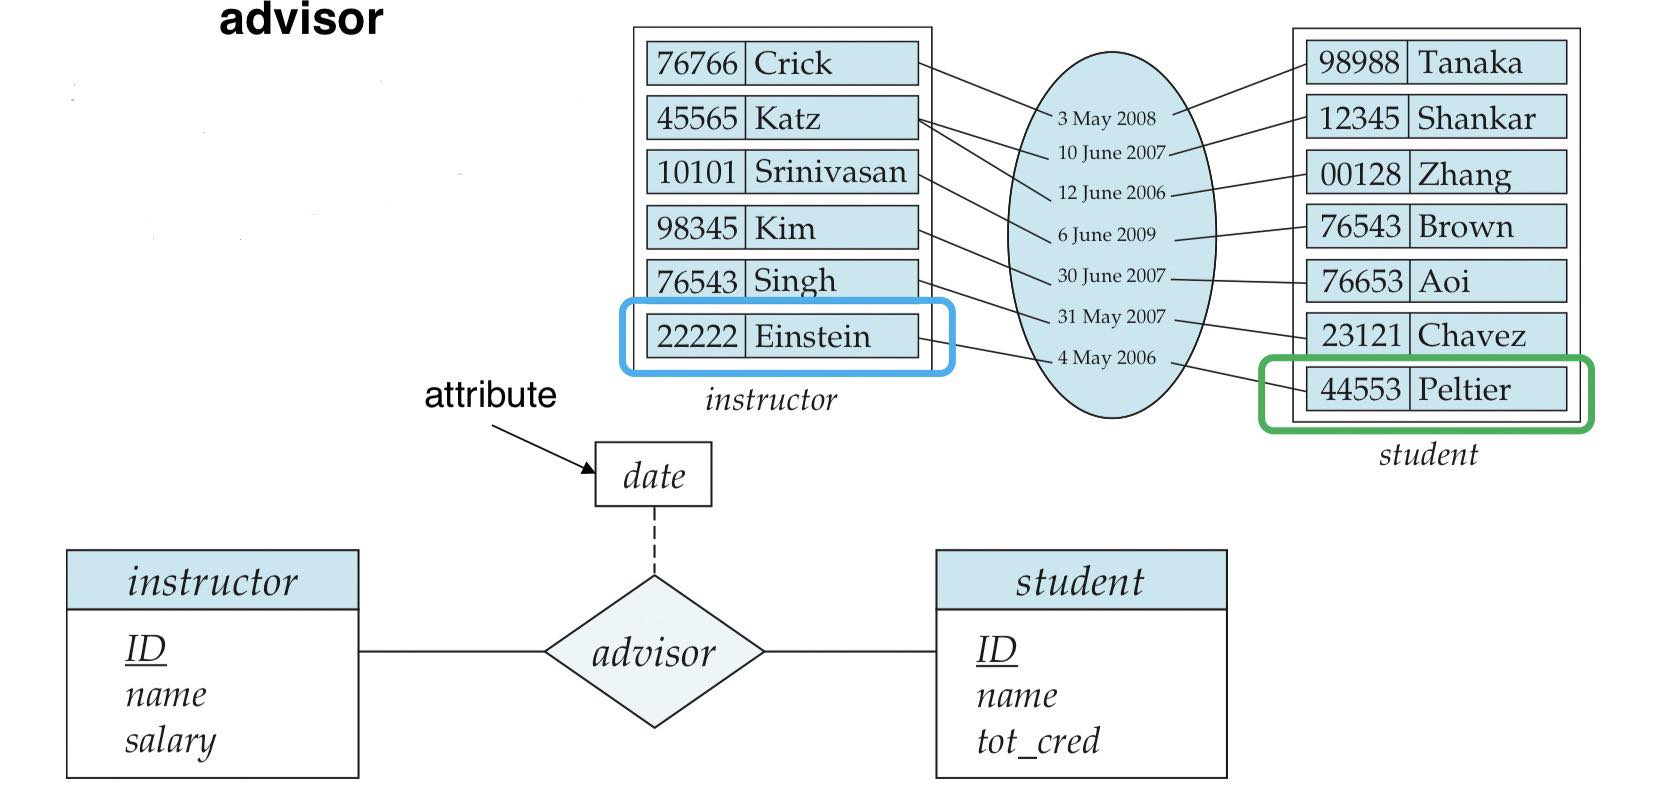 advisor
76766 Crick
45565 Katz
10101 Srinivasan
98345 Kim
76543 Singh
22222 Einstein
instructor
3 May 2008
10 June 2007
12 June 2006
6 June 2009
30 June 2007
31 May 2007
4 May 2006
98988 Tanaka
12345 Shankar
00128 Zhang
76543 Brown
76653 Aoi
23121 Chavez
44553 Peltier
student
attribute
date
instructor
ID
name
salary
advisor
student
ID
name
tot_cred